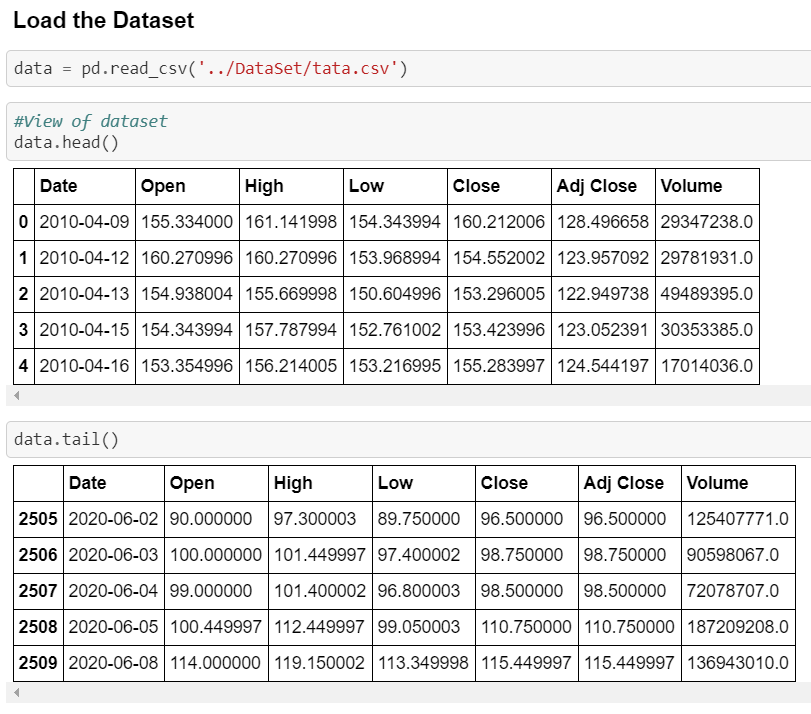 Load the Dataset
data = pd.read_csv('../DataSet/tata.csv')
#View of dataset
data.head()
Date Open High Low Close Adj Close Volume
0 2010-04-09 155.334000 161.141998 154.343994 160.212006 128.496658 29347238.0
1 2010-04-12 160.270996 160.270996 153.968994 154.552002 123.957092 29781931.0
2 2010-04-13 154.938004 155.669998 150.604996 153.296005 122.949738 49489395.0
3 2010-04-15 154.343994 157.787994 152.761002 153.423996 123.052391 30353385.0
4 2010-04-16 153.354996 156.214005 153.216995 155.283997 124.544197 17014036.0
data.tail()
Date Open High Low Close Adj Close Volume
2505 2020-06-02 90.000000 97.300003 89.750000 96.500000 96.500000 125407771.0
2506 2020-06-03 100.000000 101.449997 97.400002 98.750000 98.750000 90598067.0
2507 2020-06-04 99.000000 101.400002 96.800003 98.500000 98.500000 72078707.0
2508 2020-06-05 100.449997 112.449997 99.050003 110.750000 110.750000 187209208.0
2509 2020-06-08 114.000000 119.150002 113.349998 115.449997 115.449997 136943010.0